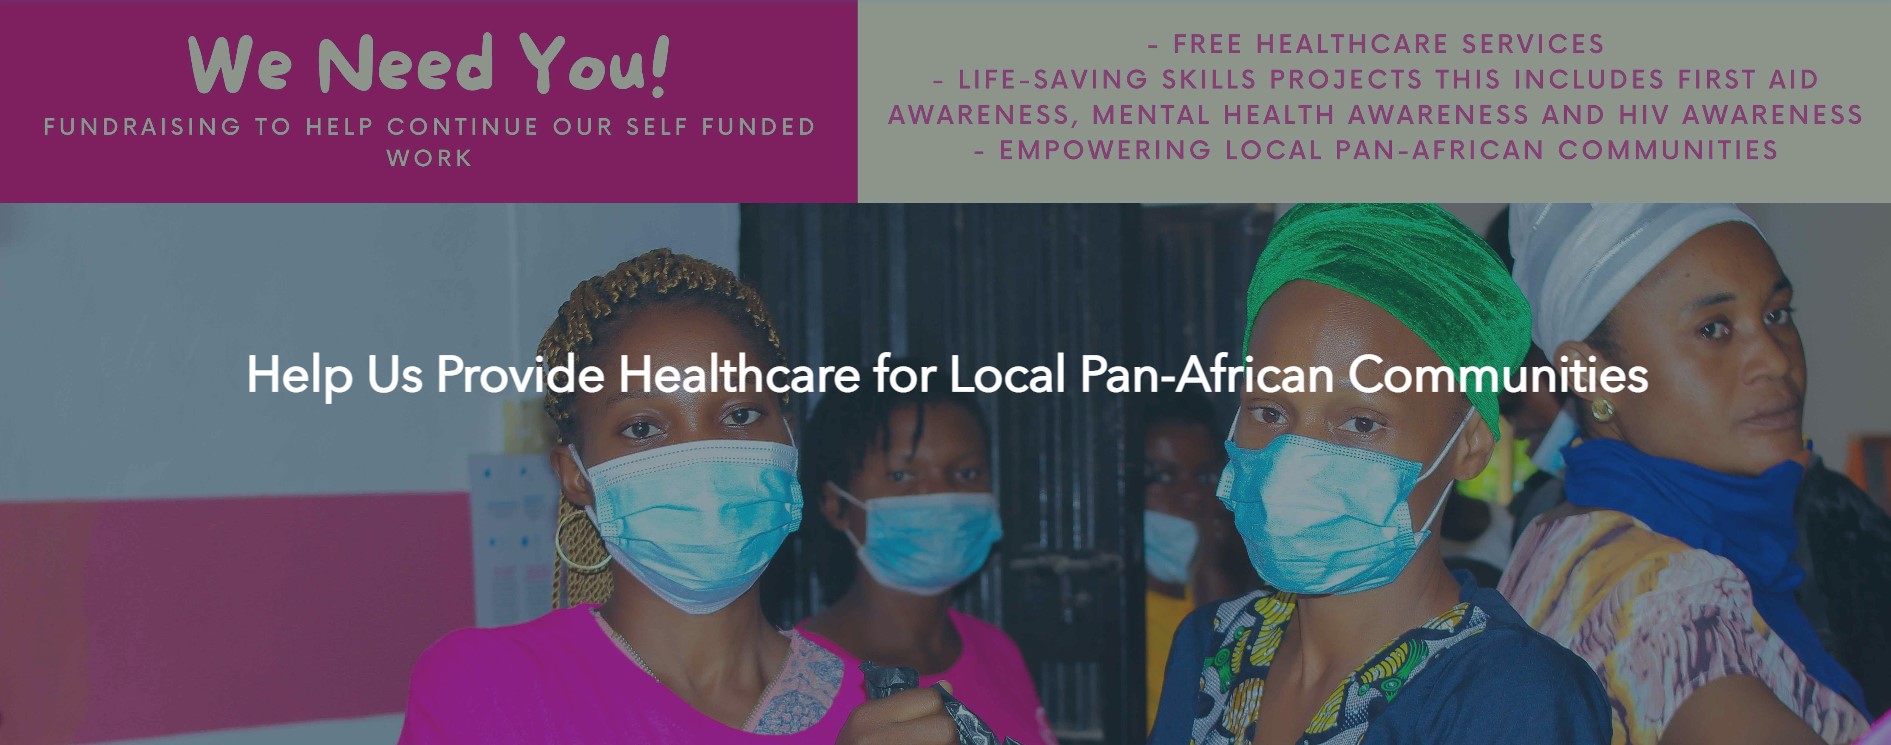 We Need You!
FUNDRAISING TO HELP CONTINUE OUR SELF FUNDED
WORK
- FREE HEALTHCARE SERVICES
- LIFE-SAVING SKILLS PROJECTS THIS INCLUDES FIRST AID
AWARENESS, MENTAL HEALTH AWARENESS AND HIV AWARENESS
- EMPOWERING LOCAL PAN-AFRICAN COMMUNITIES
Help Us Provide Healthcare for Local Pan-African Communities